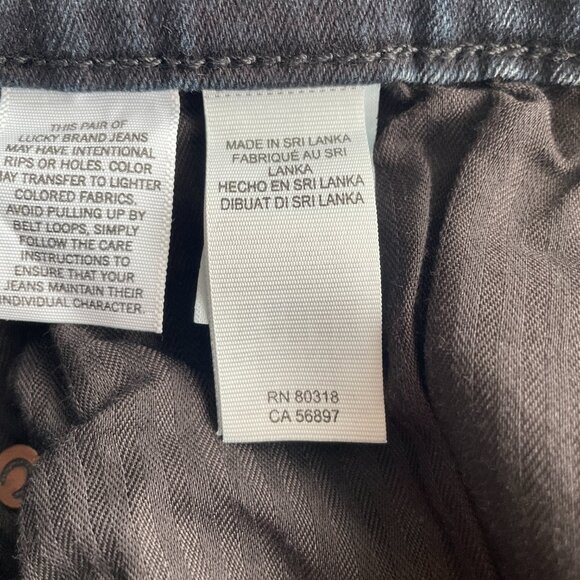 THIS PAIR OF
LUCKY BRAND JEANS
MAY HAVE INTENTIONAL
RIPS OR HOLES. COLOR
MAY TRANSFER TO LIGHTER
COLORED FABRICS,
AVOID PULLING UP BY
BELT LOOPS, SIMPLY
FOLLOW THE CARE
INSTRUCTIONS TO
ENSURE THAT YOUR
JEANS MAINTAIN THEIR
INDIVIDUAL CHARACTER.
MADE IN SRI LANKA
FABRIQUÉ AU SRI
LANKA
HECHO EN SRI LANKA
DIBUAT DI SRI LANKA
RN 80318
CA 56897